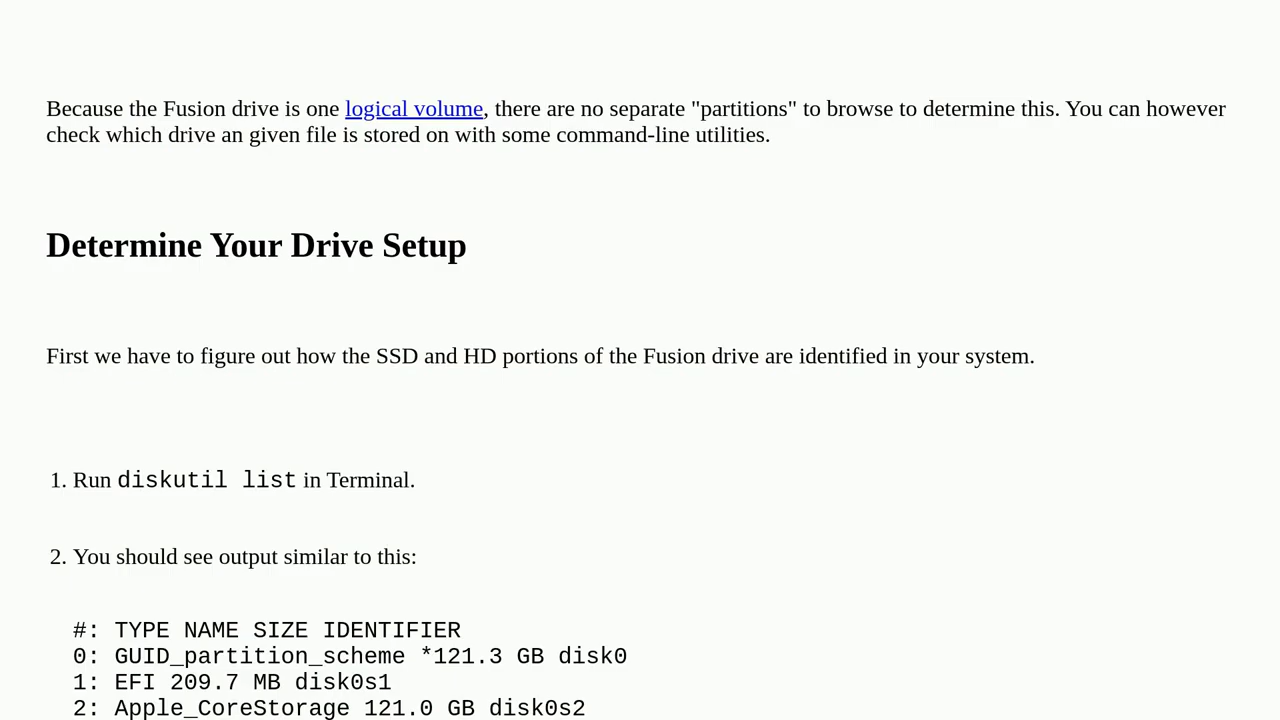 Because the Fusion drive is one logical volume, there are no separate "partitions" to browse to determine this. You can however
check which drive an given file is stored on with some command-line utilities.
Determine Your Drive Setup
First we have to figure out how the SSD and HD portions of the Fusion drive are identified in your system.
1. Run diskutil list in Terminal.
2. You should see output similar to this:
#: TYPE NAME SIZE IDENTIFIER
0: GUID_partition_scheme *121.3 GB disk0
1: EFI 209.7 MB disk0s1
2: Apple_CoreStorage 121.0 GB disk0s2